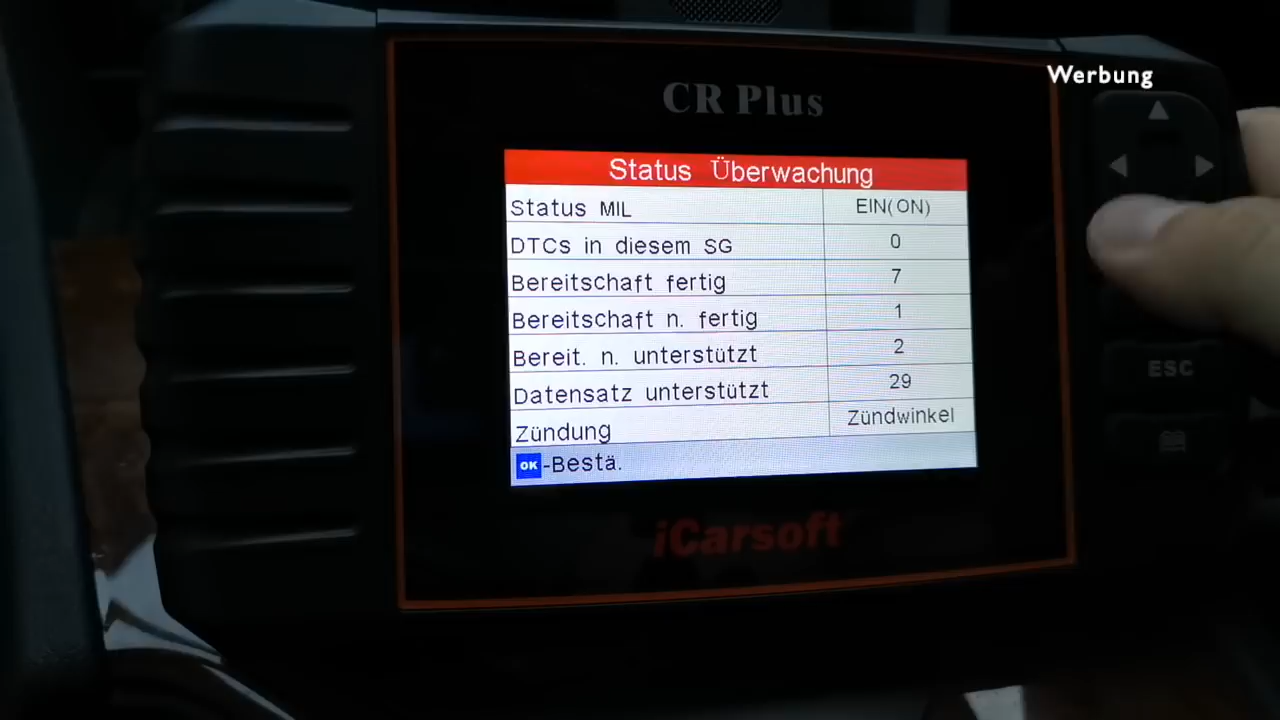 Werbung
CR Plus
Status Überwachung
Status MIL EIN(ON)
DTCs in diesem SG 0
Bereitschaft fertig 7
Bereitschaft n. fertig 1
Bereit. n. unterstützt 2
Datensatz unterstützt 29
Zündung Zündwinkel
OK-Bestä.
ESC
iCarsoft